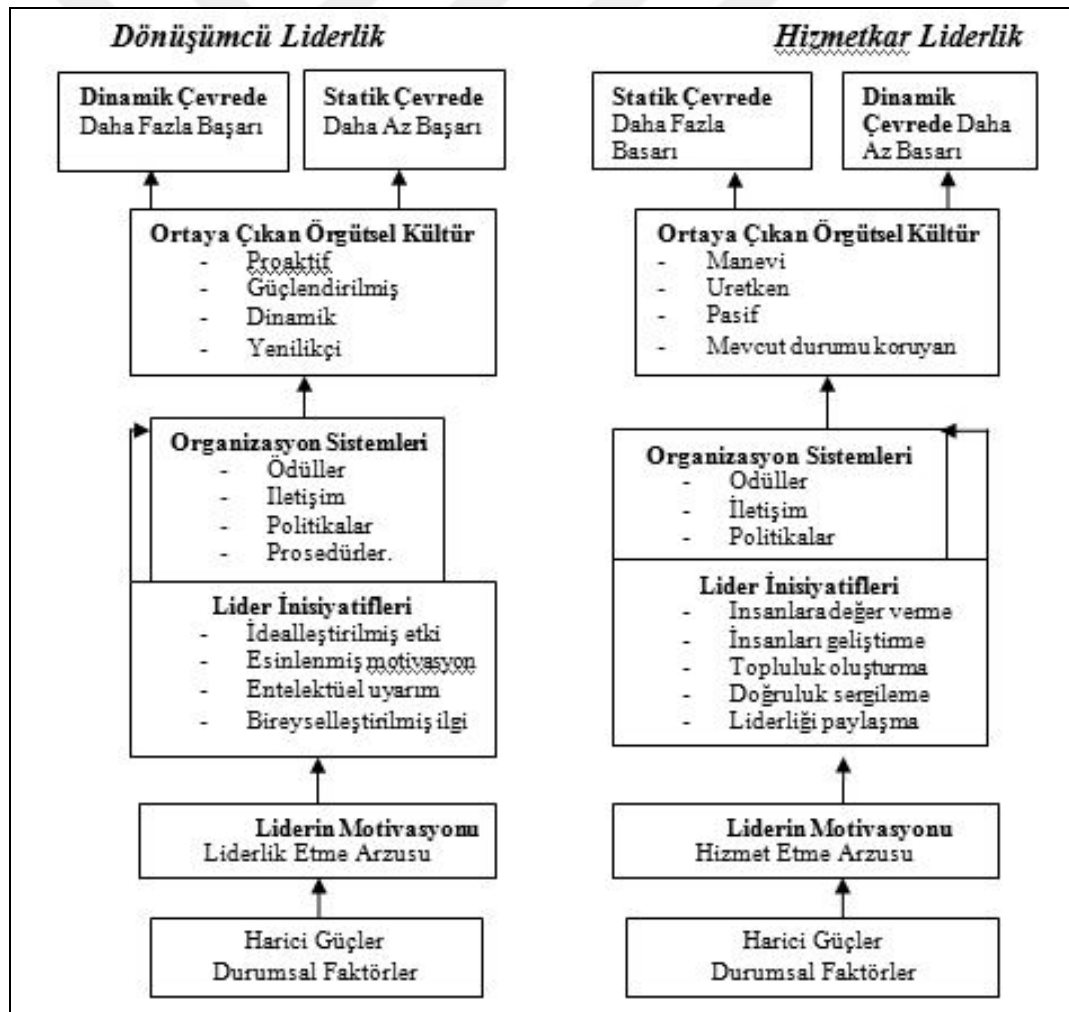 Dönüşümcü Liderlik
Dinamik Çevrede
Daha Fazla Başarı
Statik Çevrede
Daha Az Başarı
Ortaya Çıkan Örgütsel Kültür
- Proaktif
- Güçlendirilmiş
- Dinamik
- Yenilikçi
Organizasyon Sistemleri
- Ödüller
- Iletişim
- Politikalar
- Prosedürler.
Lider İnisiyatifleri
- İdealleştirilmiş etki
- Esinlenmiş motivasyon
- Entelektüel uyarım
- Bireyselleştirilmiş ilgi
Liderin Motivasyonu
Liderlik Etme Arzusu
Harici Güçler
Durumsal Faktörler
Hizmetkar Liderlik
Statik Çevrede
Daha Fazla
Basarı
Dinamik
Çevrede Daha
Az Basarı
Ortaya Çıkan Örgütsel Kültür
- Manevi
- Uretken
- Pasif
- Mevcut durumu koruyan
Organizasyon Sistemleri
- Odüller
- İletişim
- Politikalar
Lider İnisiyatifleri
- Insanlara değer verme
- İnsanları geliştirme
- Topluluk oluşturma
- Doğruluk sergileme
- Liderliği paylaşma
Liderin Motivasyonu
Hizmet Etme Arzusu
Harici Güçler
Durumsal Faktörler